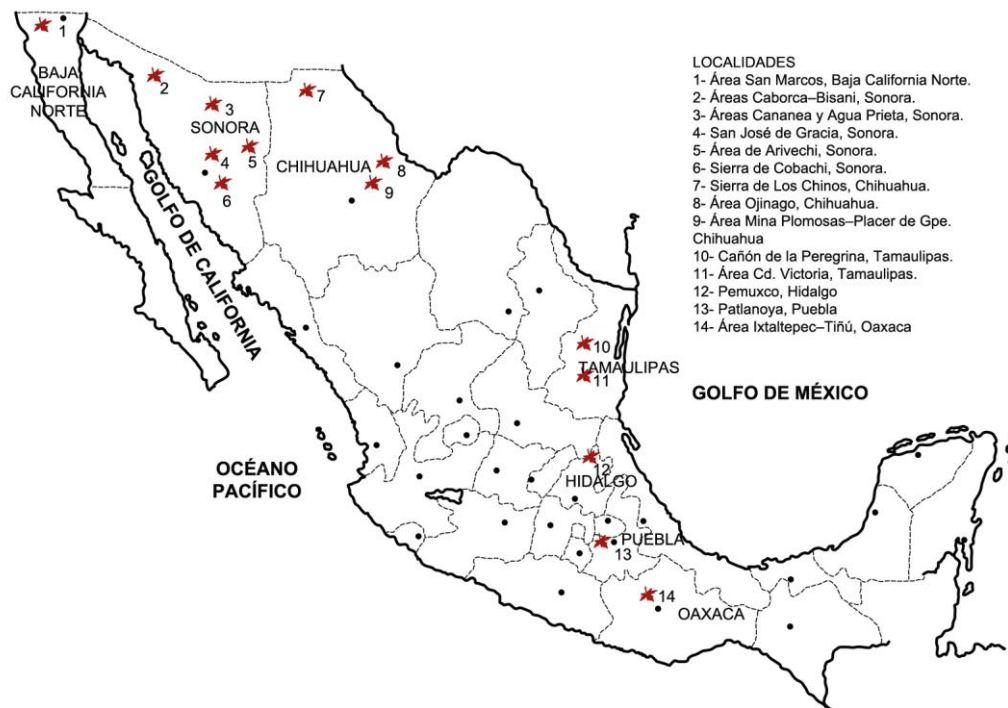 1
BAJA
CALIFORNIA
NORTE
2
3
SONORA
4
5
6
7
CHIHUAHUA
8
9
GOLFO DE CALIFORNIA
LOCALIDADES
1- Área San Marcos, Baja California Norte.
2- Áreas Caborca–Bisani, Sonora.
3- Áreas Cananea y Agua Prieta, Sonora.
4- San José de Gracia, Sonora.
5- Área de Arivechi, Sonora.
6- Sierra de Cobachi, Sonora.
7- Sierra de Los Chinos, Chihuahua.
8- Área Ojinago, Chihuahua.
9- Área Mina Plomosas–Placer de Gpe.
Chihuahua
10- Cañón de la Peregrina, Tamaulipas.
11- Área Cd. Victoria, Tamaulipas.
12- Pemuxco, Hidalgo
13- Patlanoya, Puebla
14- Área Ixtaltepec–Tiñú, Oaxaca
10
TAMAULIPAS
11
GOLFO DE MÉXICO
OCÉANO
PACÍFICO
12
HIDALGO
PUEBLA
13
14
OAXACA